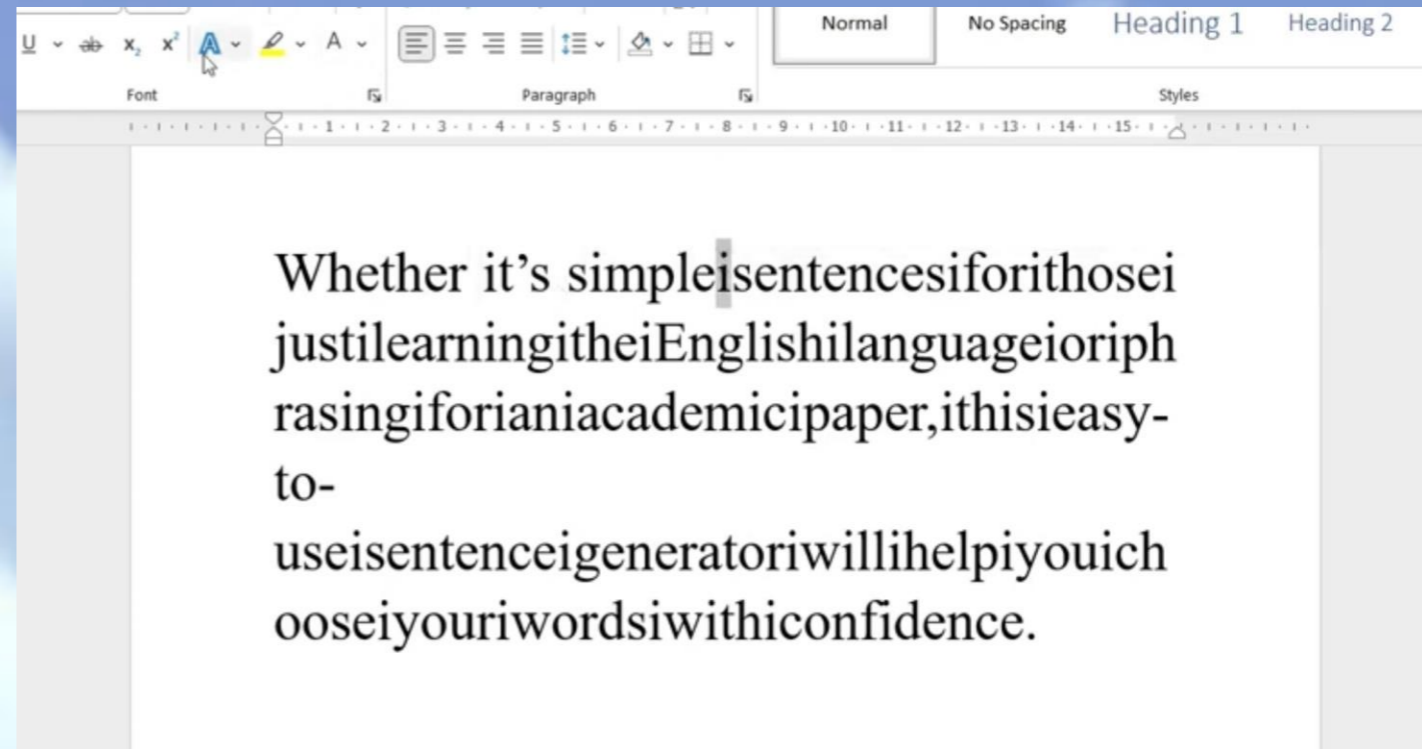 U ab x₂ x² A A
Normal No Spacing Heading 1 Heading 2
Font Paragraph Styles
1 2 3 4 5 6 7 8 9 10 11 12 13 14 15
Whether it’s simpleisentencesiforithosei
justilearningitheiEnglishilanguageioriph
rasingiforianiacademicipaper,ithisieasy-
to-
useisentenceigeneratoriwillihelpiyouich
ooseiyouriwordsiwithiconfidence.